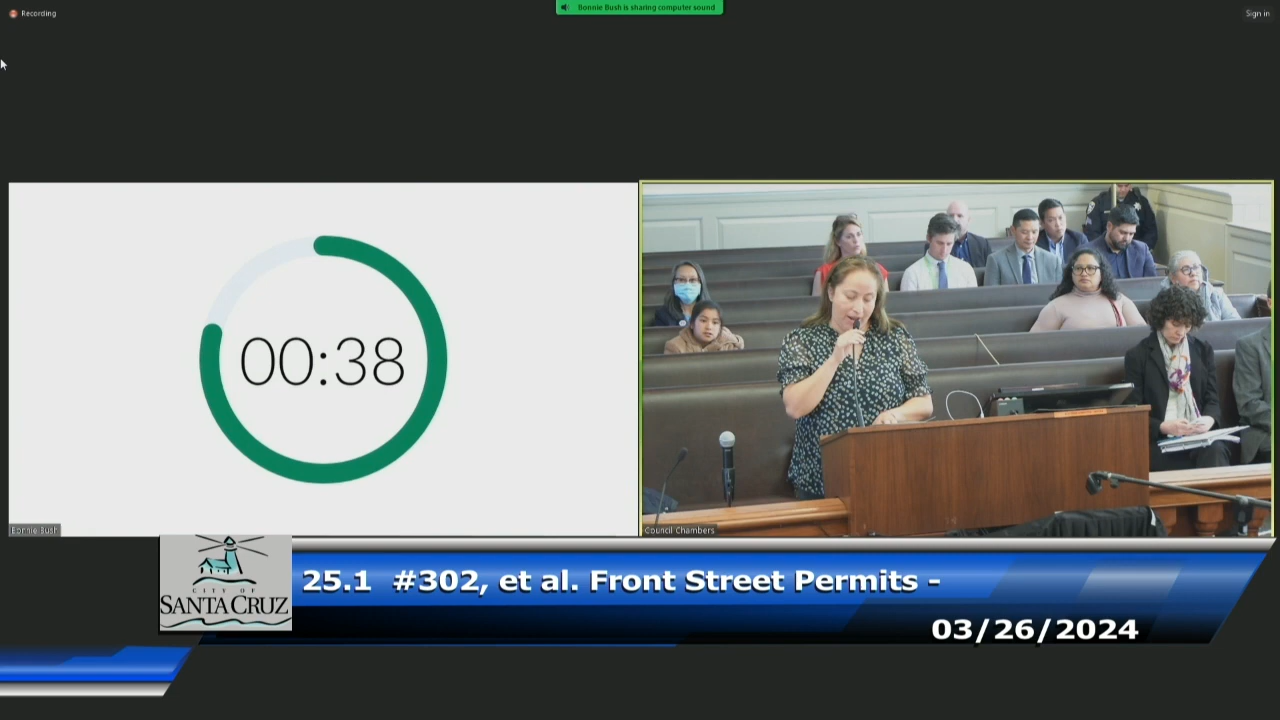 Recording
Bonnie Bush is sharing computer sound
Sign in
00:38
Bonnie Bush
Council Chambers
CITY OF
SANTA CRUZ
25.1 #302, et al. Front Street Permits -
03/26/2024